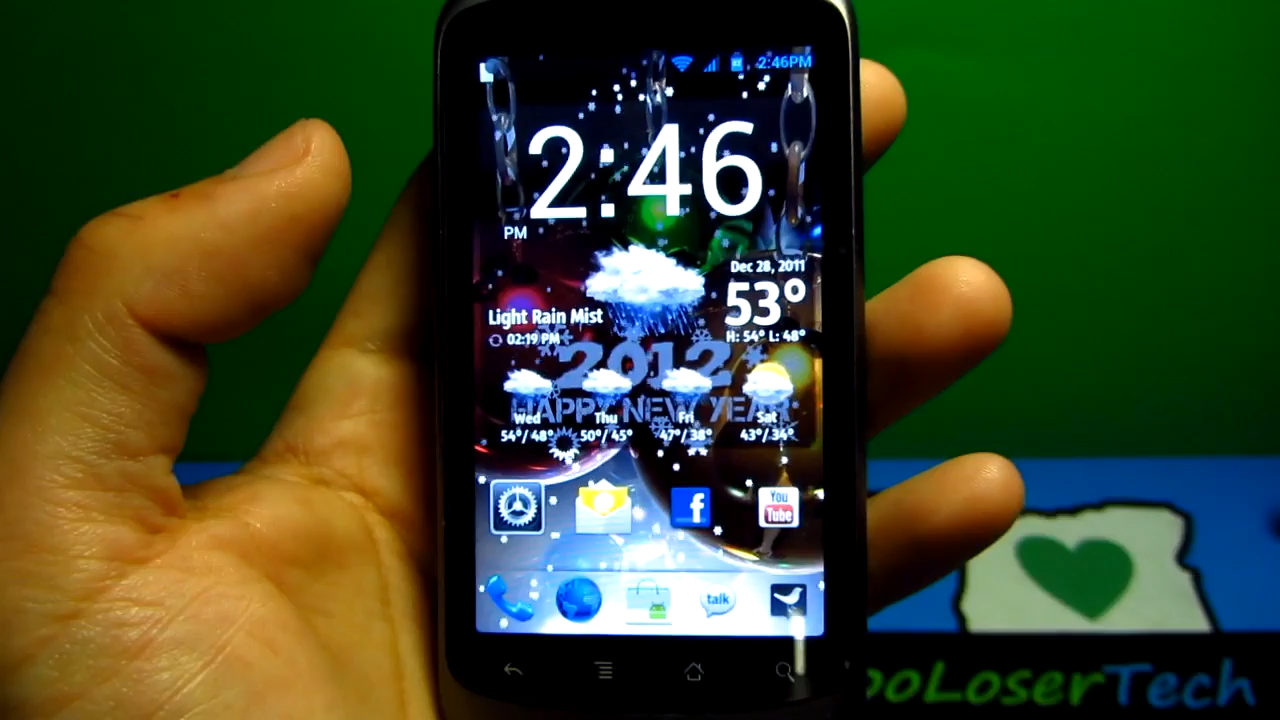 2:46PM
2:46
PM
Dec 28, 2011
53°
Light Rain Mist
02:19 PM
H: 54° L: 48°
2012
HAPPY NEW YEAR
Wed Thu Fri Sat
54°/ 48° 50°/ 45° 47°/ 38° 43°/ 34°
f
You
Tube
talk
ooLoserTech